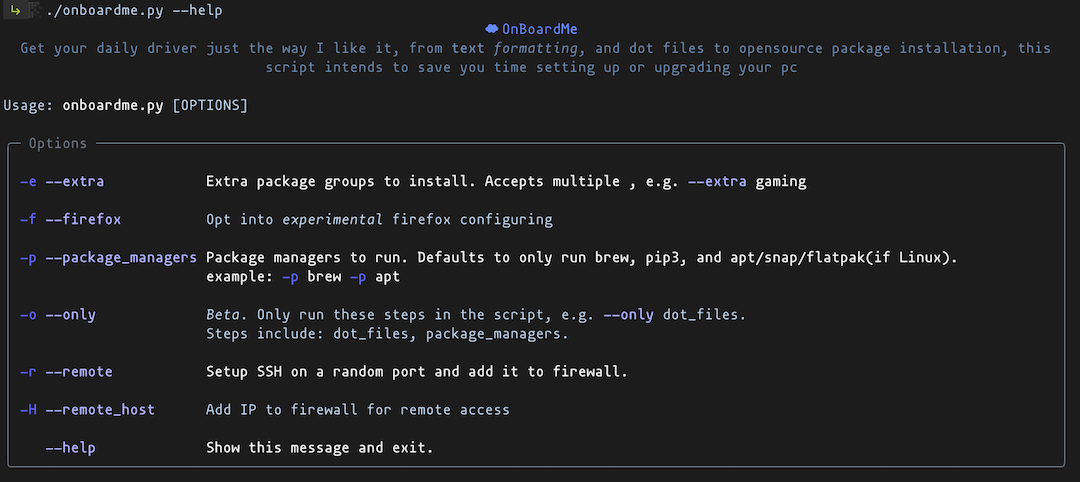 ./onboardme.py --help
OnBoardMe
Get your daily driver just the way I like it, from text formatting, and dot files to opensource package installation, this
script intends to save you time setting up or upgrading your pc
Usage: onboardme.py [OPTIONS]
Options
-e --extra Extra package groups to install. Accepts multiple , e.g. --extra gaming
-f --firefox Opt into experimental firefox configuring
-p --package_managers Package managers to run. Defaults to only run brew, pip3, and apt/snap/flatpak(if Linux).
example: -p brew -p apt
-o --only Beta. Only run these steps in the script, e.g. --only dot_files.
Steps include: dot_files, package_managers.
-r --remote Setup SSH on a random port and add it to firewall.
-H --remote_host Add IP to firewall for remote access
--help Show this message and exit.